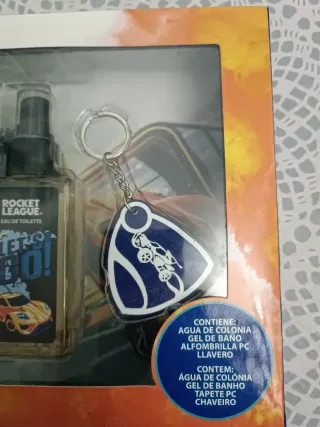 ROCKET
LEAGUE.
EAU DE TOILETTE
CONTIENE:
AGUA DE COLONIA
GEL DE BAÑO
ALFOMBRILLA PC
LLAVERO
CONTEM:
ÁGUA DE COLÓNIA
GEL DE BANHO
TAPETE PC
CHAVEIRO